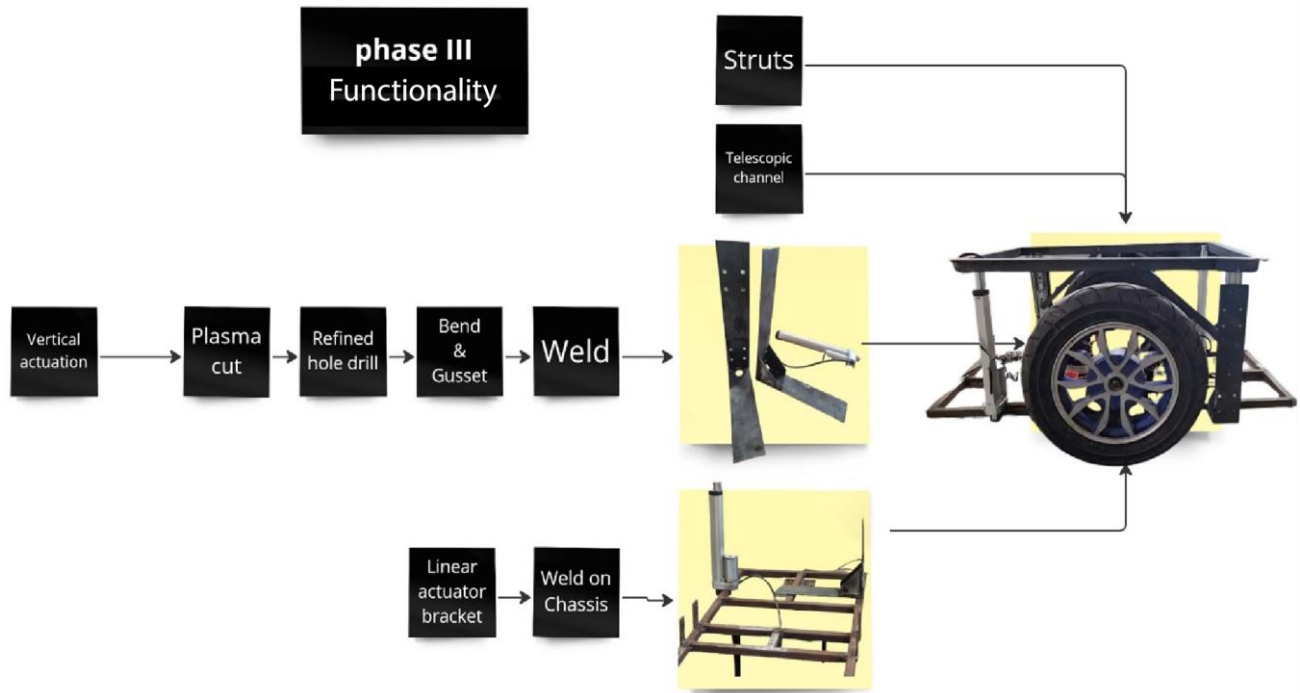 phase III
Functionality
Struts
Telescopic
channel
Vertical
actuation
Plasma
cut
Refined
hole drill
Bend
&
Gusset
Weld
Linear
actuator
bracket
Weld on
Chassis